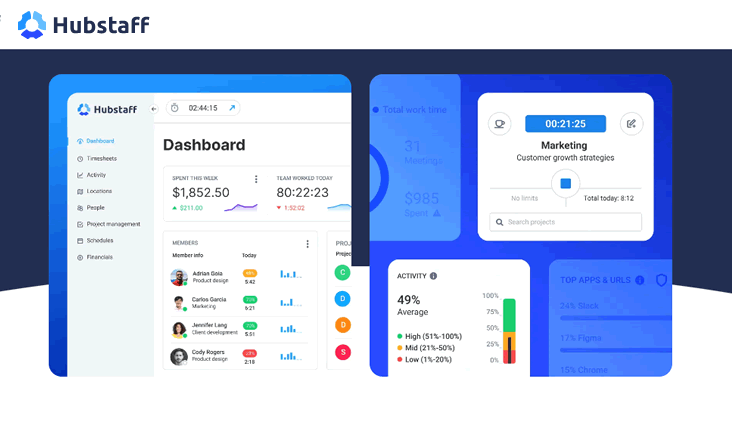 Hubstaff
Hubstaff
02:44:15
Dashboard
Timesheets
Activity
Locations
People
Project management
Schedules
Financials
Dashboard
SPENT THIS WEEK
$1,852.50
$211.00
TEAM WORKED TODAY
80:22:23
1:52:02
MEMBERS
Member info
Today
Adrian Goia
Product design
5:42
Carlos Garcia
Marketing
6:21
Jennifer Lang
Client development
5:51
Cody Rogers
Product design
2:18
PROJ
Projec
C
D
D
S
Total work time
31
Meetings
$985
Spent
00:21:25
Marketing
Customer growth strategies
No limits
Total today: 8:12
Search projects
ACTIVITY
49%
Average
High (51%-100%)
Mid (21%-50%)
Low (1%-20%)
100%
75%
50%
25%
0%
TOP APPS & URLS
24% Slack
17% Figma
15% Chrome